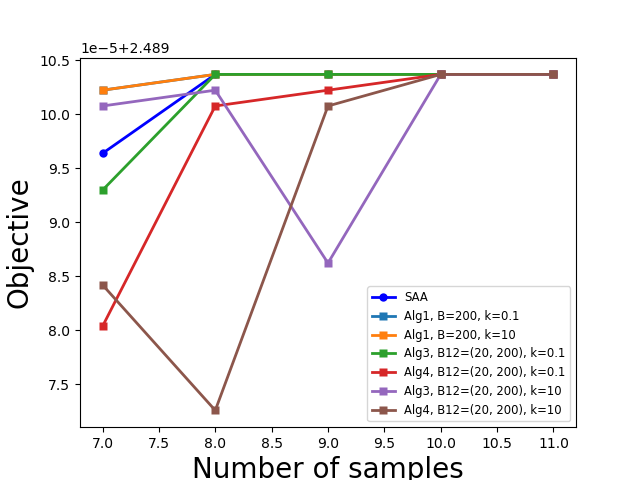 1e−5+2.489
10.5
10.0
9.5
9.0
8.5
8.0
7.5
Objective
7.0 7.5 8.0 8.5 9.0 9.5 10.0 10.5 11.0
Number of samples
SAA
Alg1, B=200, k=0.1
Alg1, B=200, k=10
Alg3, B12=(20, 200), k=0.1
Alg4, B12=(20, 200), k=0.1
Alg3, B12=(20, 200), k=10
Alg4, B12=(20, 200), k=10